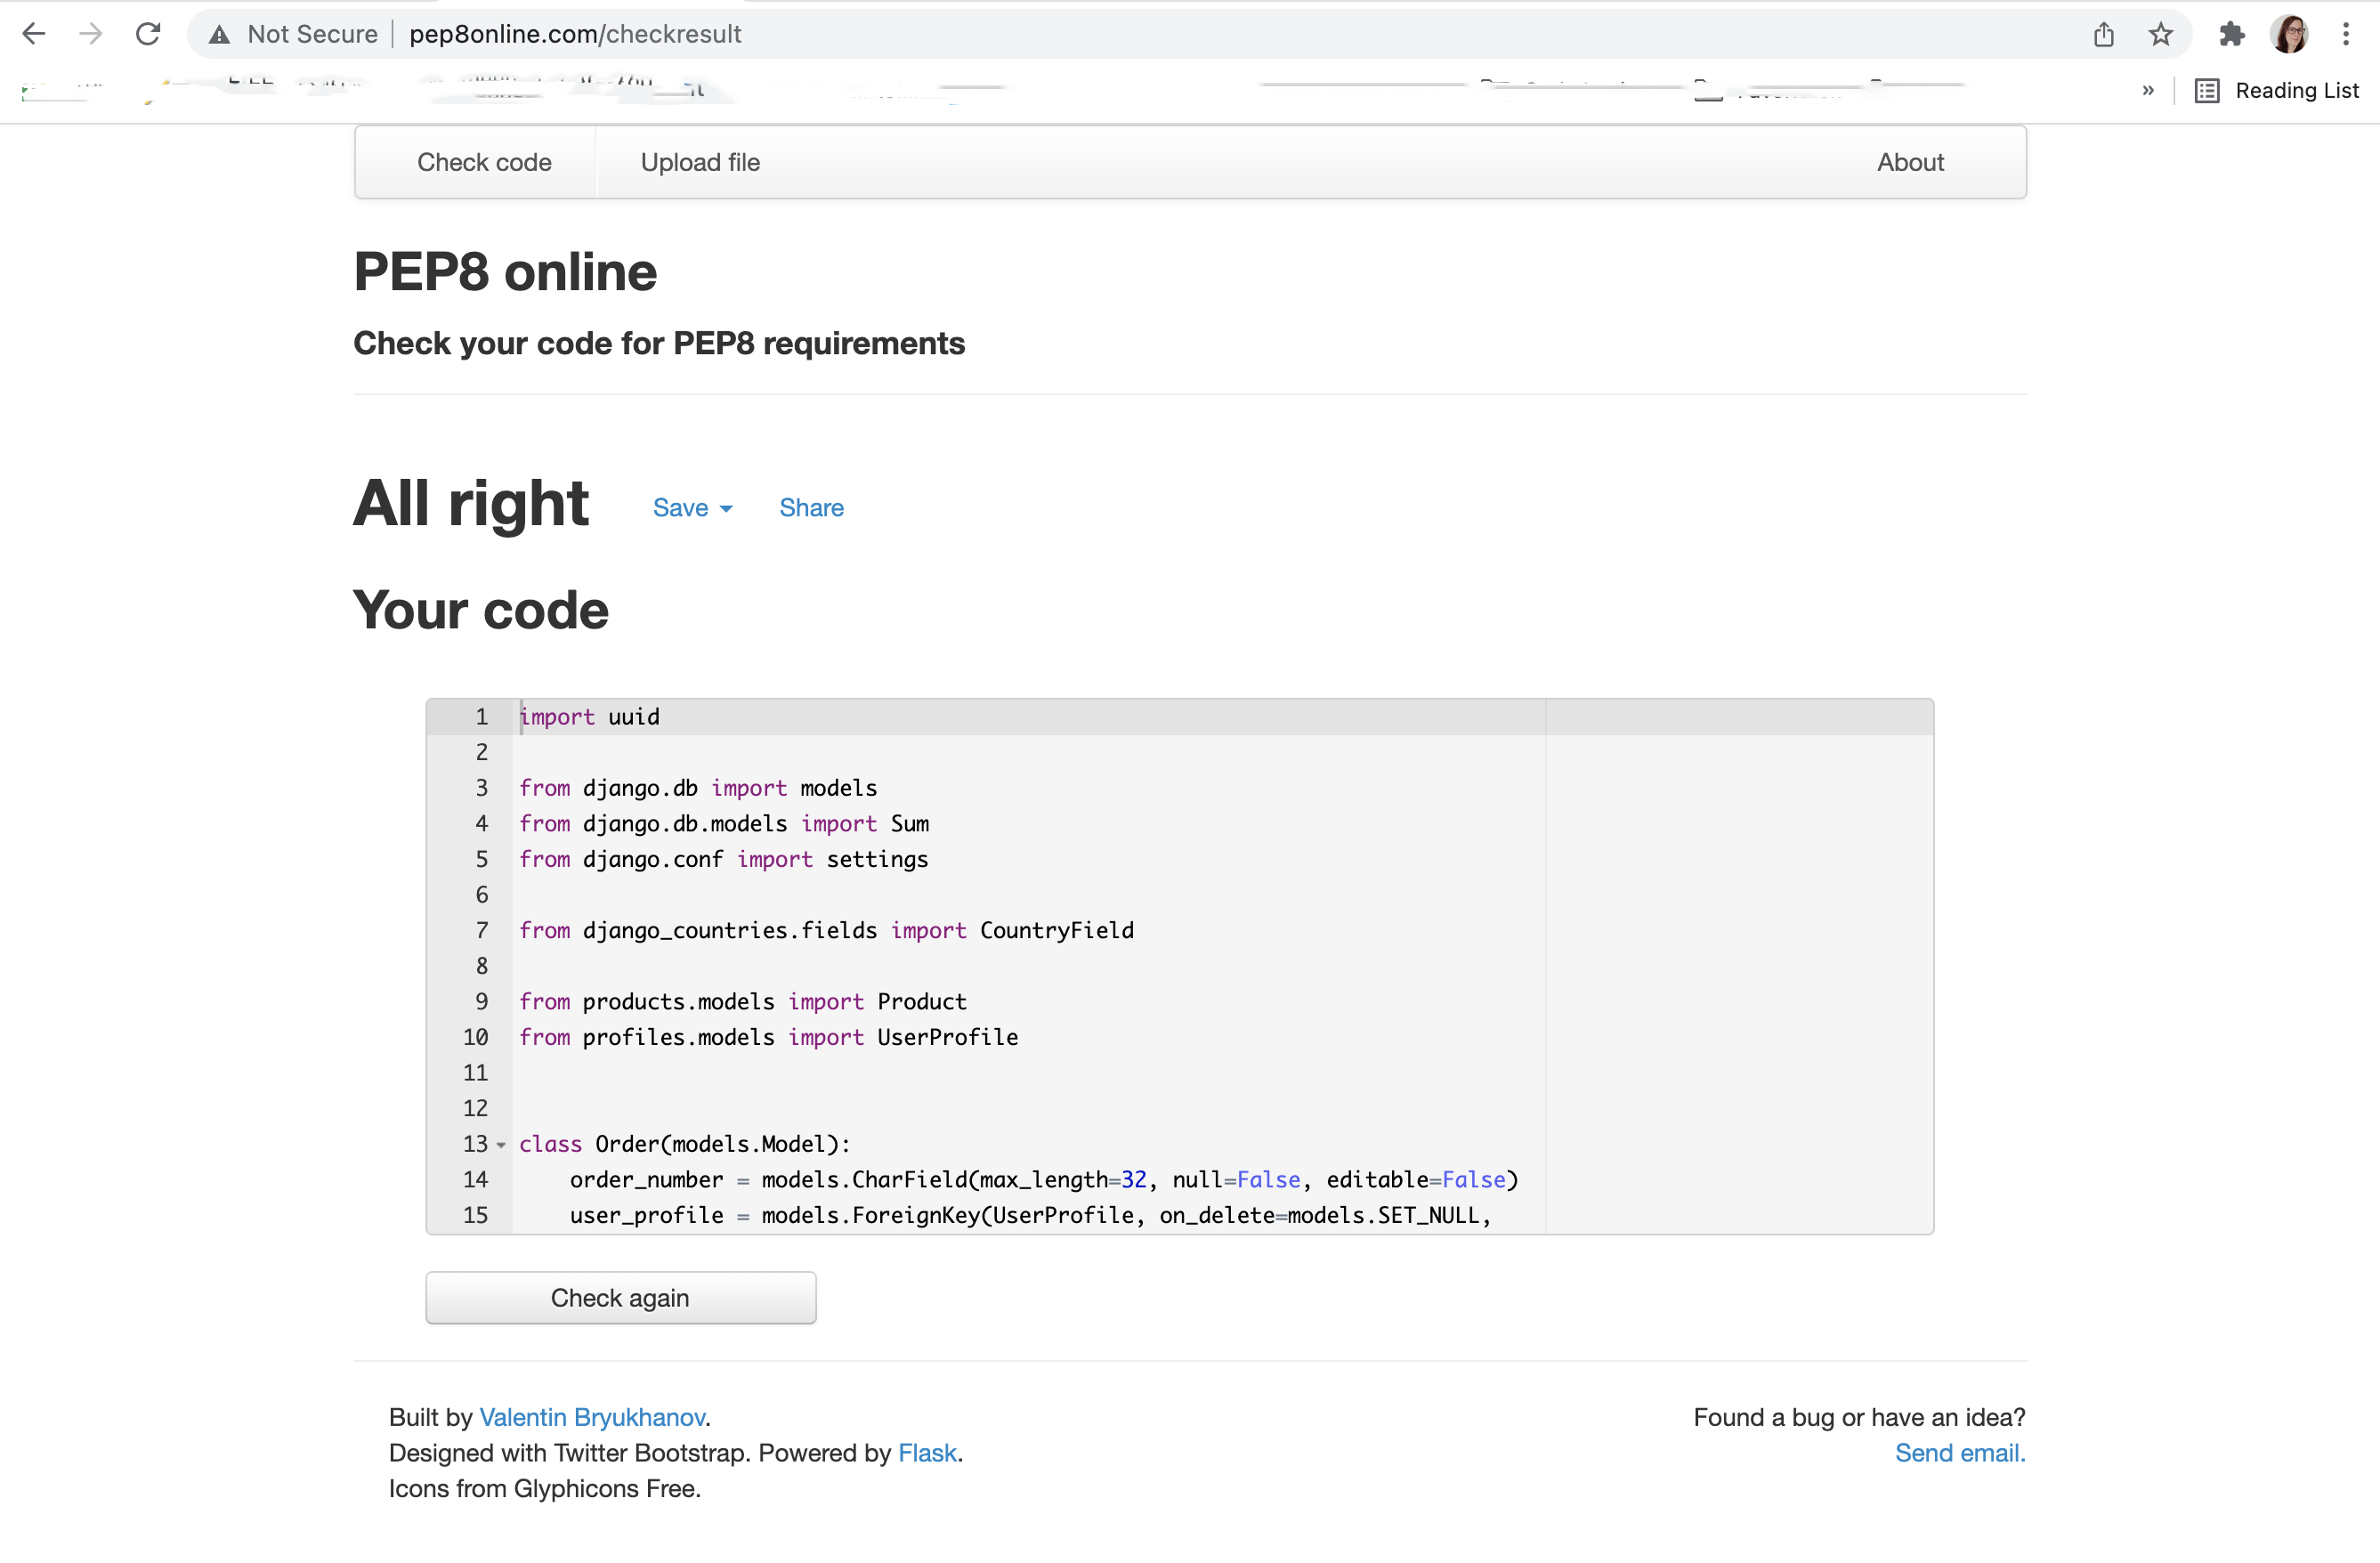 Not Secure pep8online.com/checkresult
» Reading List
Check code Upload file About
PEP8 online
Check your code for PEP8 requirements
All right Save Share
Your code
1 import uuid
2
3 from django.db import models
4 from django.db.models import Sum
5 from django.conf import settings
6
7 from django_countries.fields import CountryField
8
9 from products.models import Product
10 from profiles.models import UserProfile
11
12
13 class Order(models.Model):
14 order_number = models.CharField(max_length=32, null=False, editable=False)
15 user_profile = models.ForeignKey(UserProfile, on_delete=models.SET_NULL,
Check again
Built by Valentin Bryukhanov. Found a bug or have an idea?
Designed with Twitter Bootstrap. Powered by Flask. Send email.
Icons from Glyphicons Free.